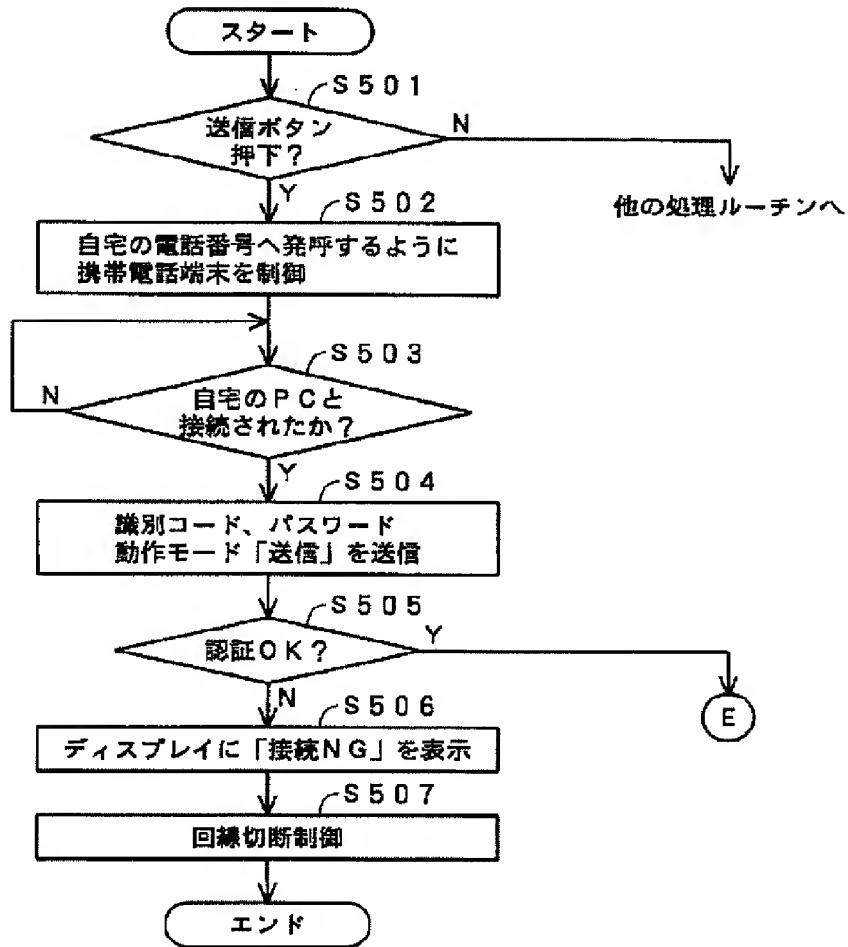 スタート
S501
送信ボタン
押下?
N
Y
他の処理ルーチンへ
S502
自宅の電話番号へ発呼するように
携帯電話端末を制御
S503
自宅のPCと
接続されたか?
N
Y
S504
識別コード、パスワード
動作モード「送信」を送信
S505
認証OK?
Y
N
E
S506
ディスプレイに「接続NG」を表示
S507
回線切断制御
エンド